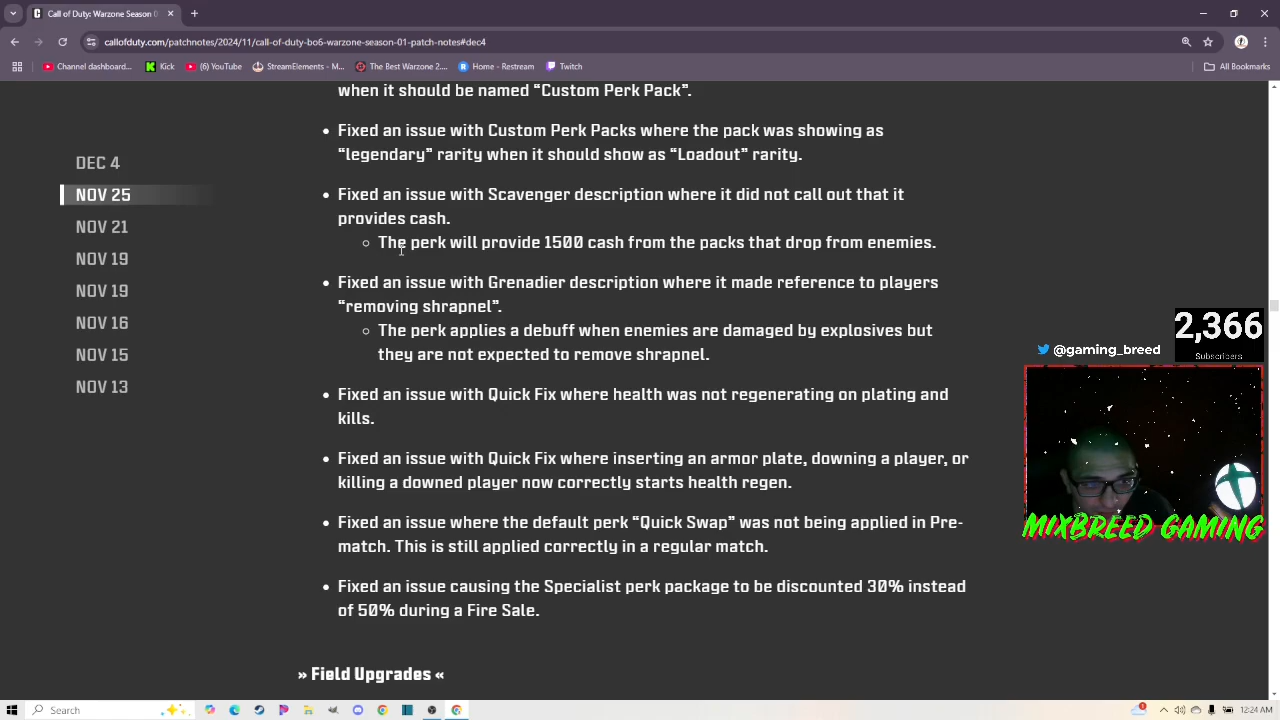 Call of Duty: Warzone Season 0
callofduty.com/patchnotes/2024/11/call-of-duty-bo6-warzone-season-01-patch-notes#dec4
Channel dashboard...
Kick
(6) YouTube
StreamElements - M...
The Best Warzone 2....
Home - Restream
Twitch
All Bookmarks
when it should be named “Custom Perk Pack”.
• Fixed an issue with Custom Perk Packs where the pack was showing as
“legendary” rarity when it should show as “Loadout” rarity.
• Fixed an issue with Scavenger description where it did not call out that it
provides cash.
The perk will provide 1500 cash from the packs that drop from enemies.
• Fixed an issue with Grenadier description where it made reference to players
“removing shrapnel”.
The perk applies a debuff when enemies are damaged by explosives but
they are not expected to remove shrapnel.
• Fixed an issue with Quick Fix where health was not regenerating on plating and
kills.
• Fixed an issue with Quick Fix where inserting an armor plate, downing a player, or
killing a downed player now correctly starts health regen.
• Fixed an issue where the default perk “Quick Swap” was not being applied in Pre-
match. This is still applied correctly in a regular match.
• Fixed an issue causing the Specialist perk package to be discounted 30% instead
of 50% during a Fire Sale.
» Field Upgrades «
DEC 4
NOV 25
NOV 21
NOV 19
NOV 19
NOV 16
NOV 15
NOV 13
2,366
Subscribers
@gaming_breed
MIXBREED GAMING
Search
12:24 AM